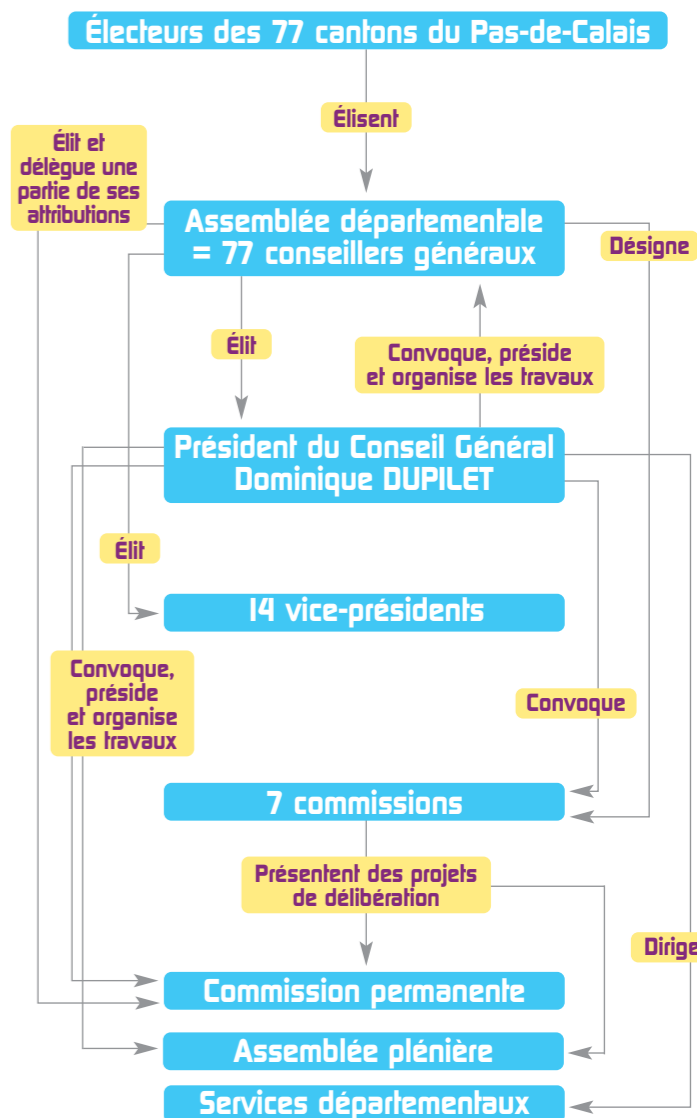 Électeurs des 77 cantons du Pas-de-Calais
Élisent
Élit et
délègue une
partie de ses
attributions
Assemblée départementale
= 77 conseillers généraux
Désigne
Élit
Convoque, préside
et organise les travaux
Président du Conseil Général
Dominique DUPILET
Élit
14 vice-présidents
Convoque,
préside
et organise
les travaux
Convoque
7 commissions
Présentent des projets
de délibération
Dirige
Commission permanente
Assemblée plénière
Services départementaux